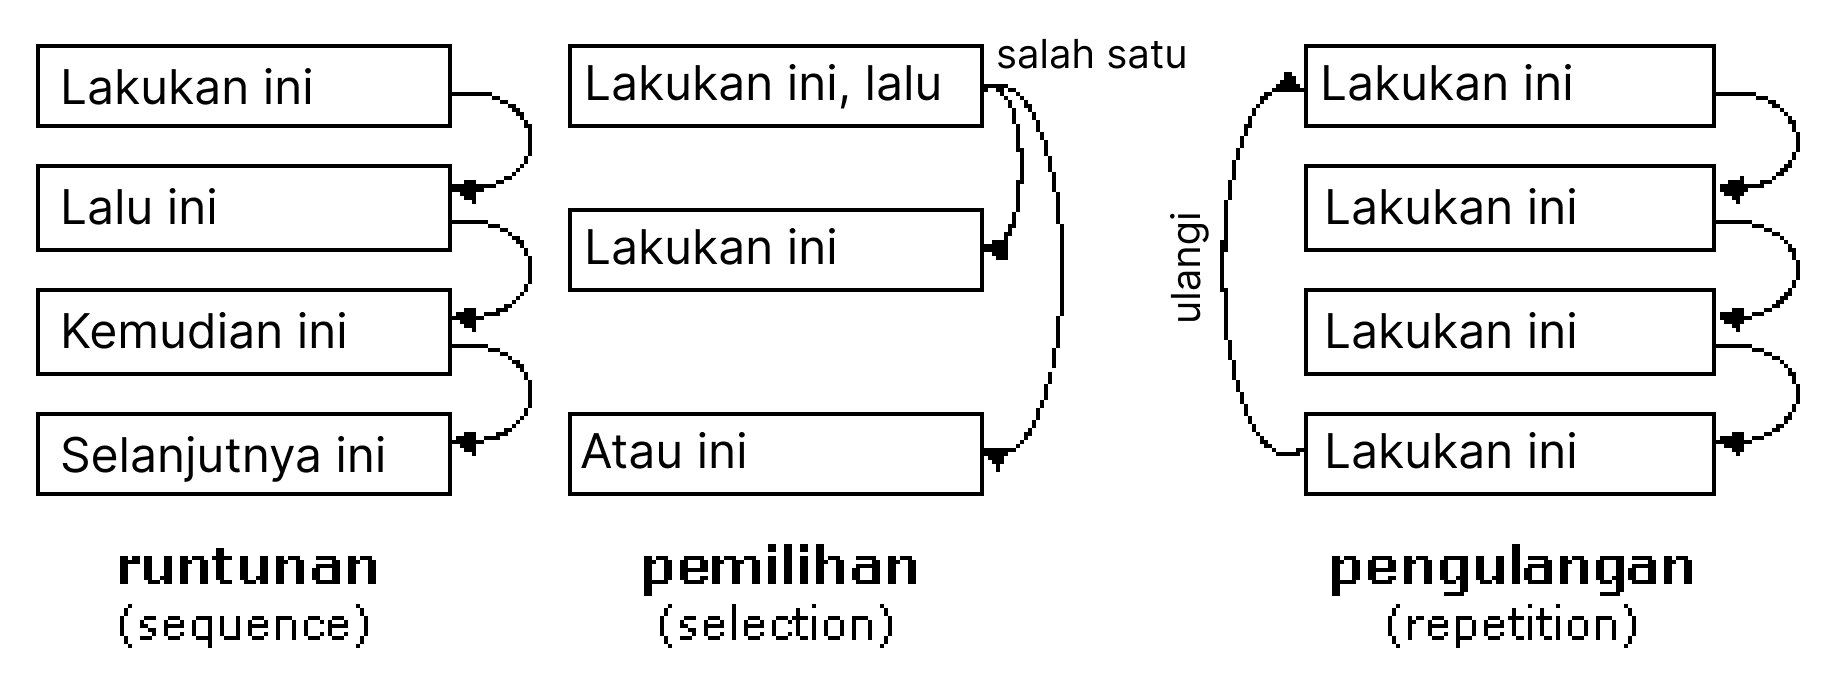 Lakukan ini
Lalu ini
Kemudian ini
Selanjutnya ini
runtunan
(sequence)
Lakukan ini, lalu
salah satu
Lakukan ini
Atau ini
pemilihan
(selection)
ulangi
Lakukan ini
Lakukan ini
Lakukan ini
Lakukan ini
pengulangan
(repetition)